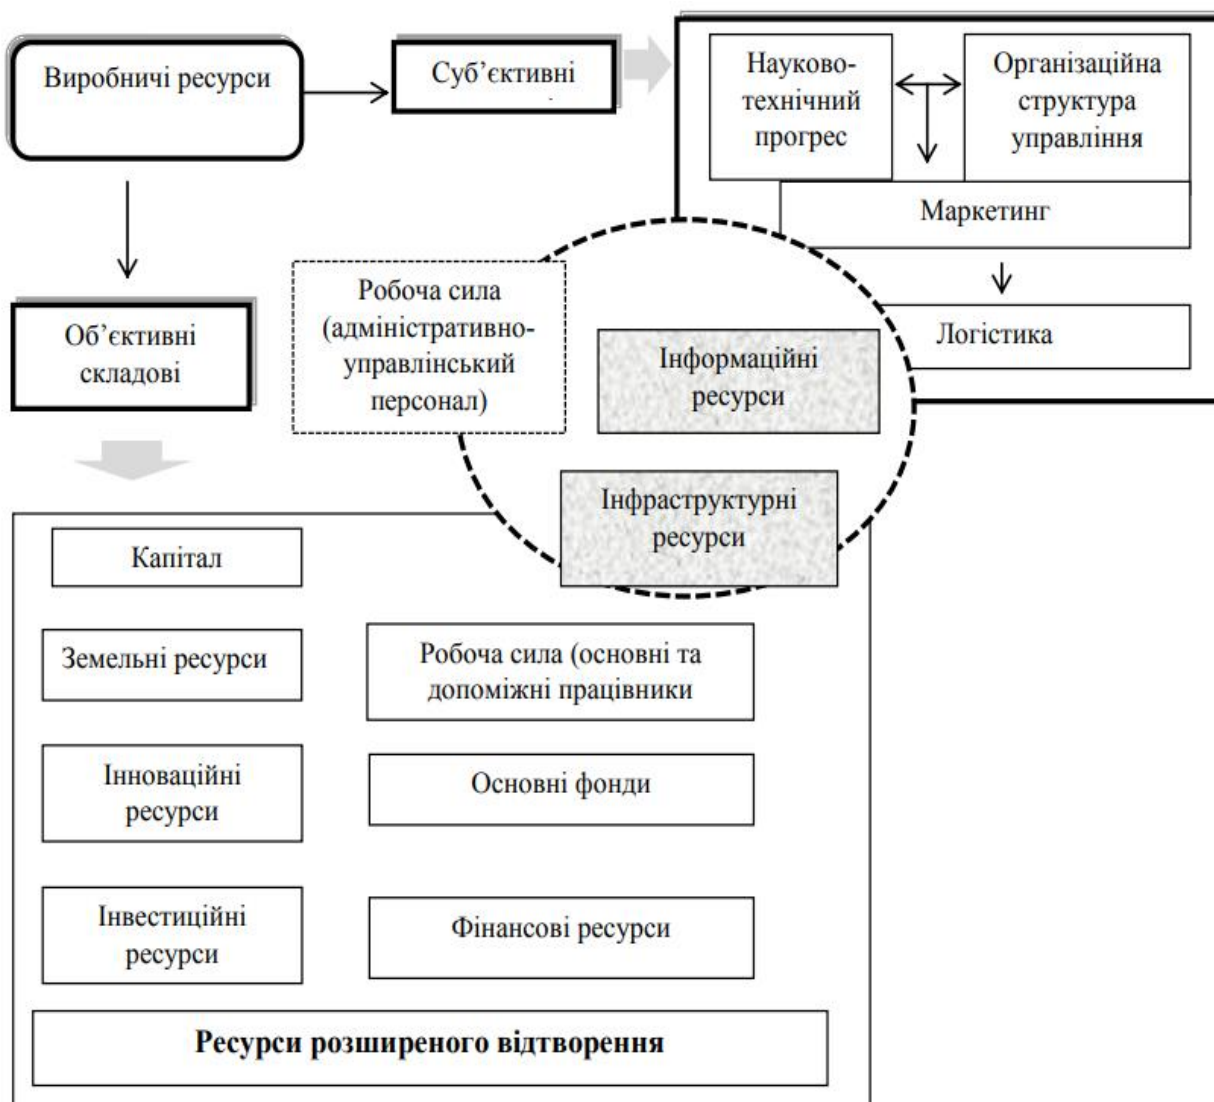 Виробничі ресурси
Суб’єктивні
Науково-
технічний
прогрес
Організаційна
структура
управління
Маркетинг
Логістика
Робоча сила
(адміністративно-
управлінський
персонал)
Об’єктивні
складові
Інформаційні
ресурси
Інфраструктурні
ресурси
Капітал
Земельні ресурси
Робоча сила (основні та
допоміжні працівники
Інноваційні
ресурси
Основні фонди
Інвестиційні
ресурси
Фінансові ресурси
Ресурси розширеного відтворення